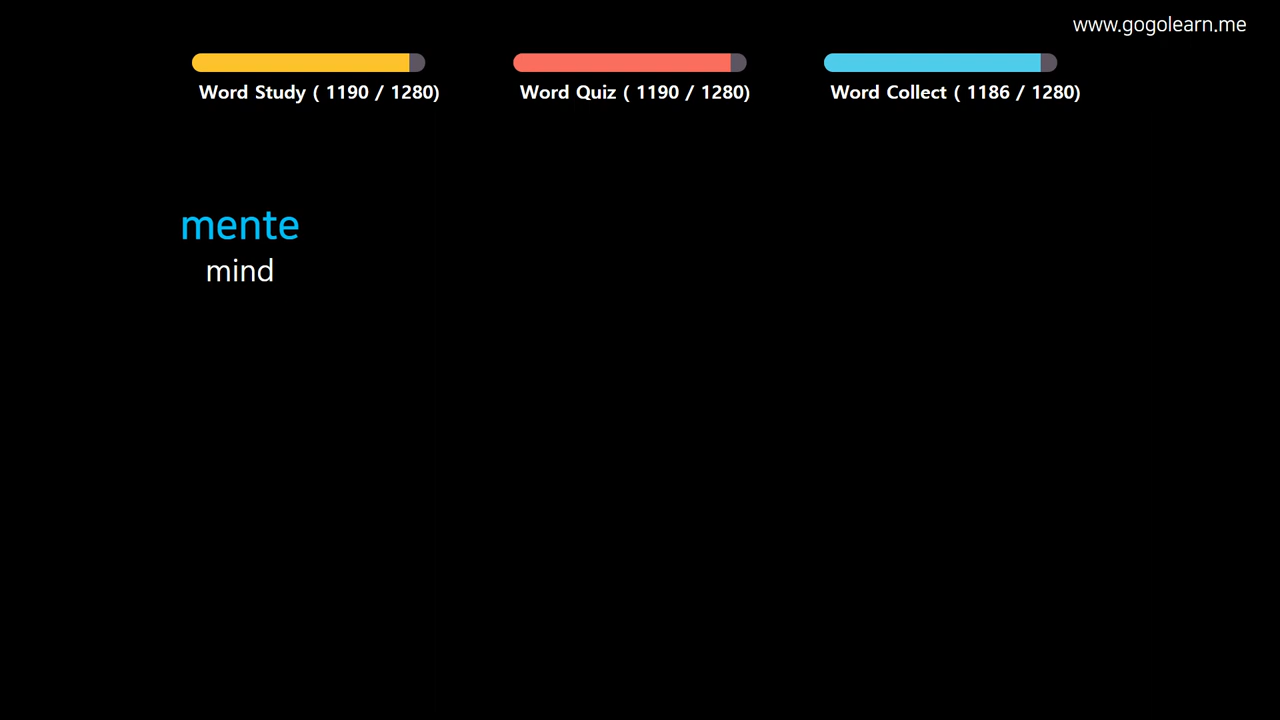 www.gogolearn.me
Word Study ( 1190 / 1280)
Word Quiz ( 1190 / 1280)
Word Collect ( 1186 / 1280)
mente
mind